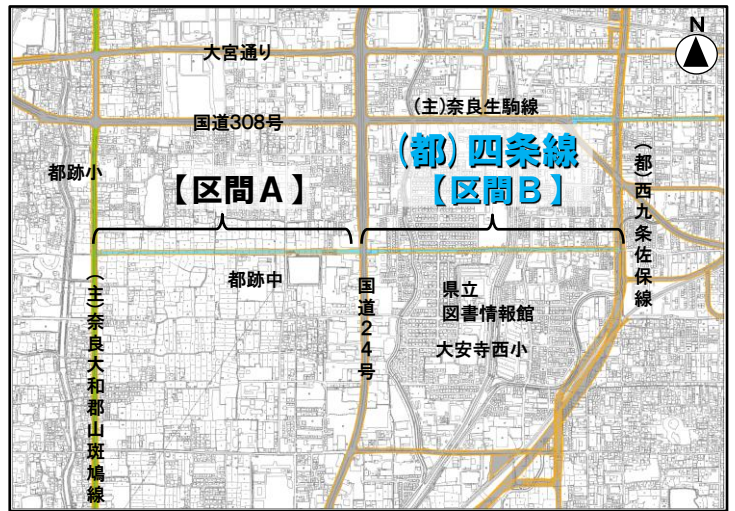 N
大宮通り
(主)奈良生駒線
国道308号
(都)四条線
【区間B】
【区間A】
都跡小
(都)西九条佐保線
都跡中
国道24号
県立
図書情報館
大安寺西小
(主)奈良大和郡山斑鳩線